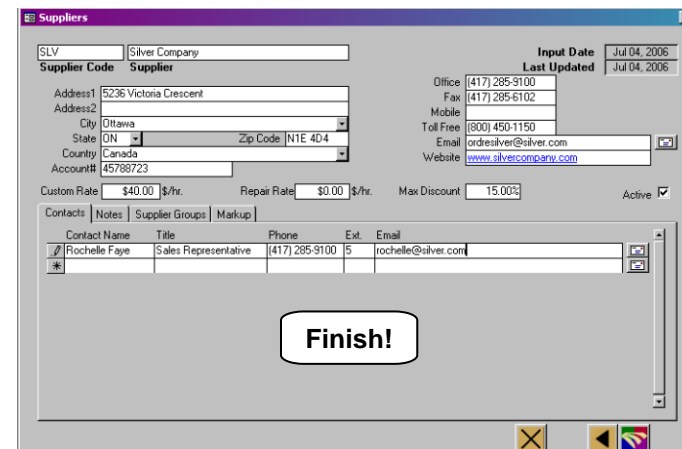 Suppliers
SLV Silver Company Input Date Jul 04, 2006
Supplier Code Supplier Last Updated Jul 04, 2006
Office (417) 285-9100
Address1 5236 Victoria Crescent Fax (417) 285-6102
Address2 Mobile
City Ottawa Toll Free (800) 450-1150
State ON Zip Code N1E 4D4 Email ordresilver@silver.com
Country Canada Website www.silvercompany.com
Account# 45788723
Custom Rate $40.00 $/hr. Repair Rate $0.00 $/hr. Max Discount 15.00% Active
Contacts Notes Supplier Groups Markup
Contact Name Title Phone Ext. Email
Rochelle Faye Sales Representative (417) 285-9100 5 rochelle@silver.com
Finish!